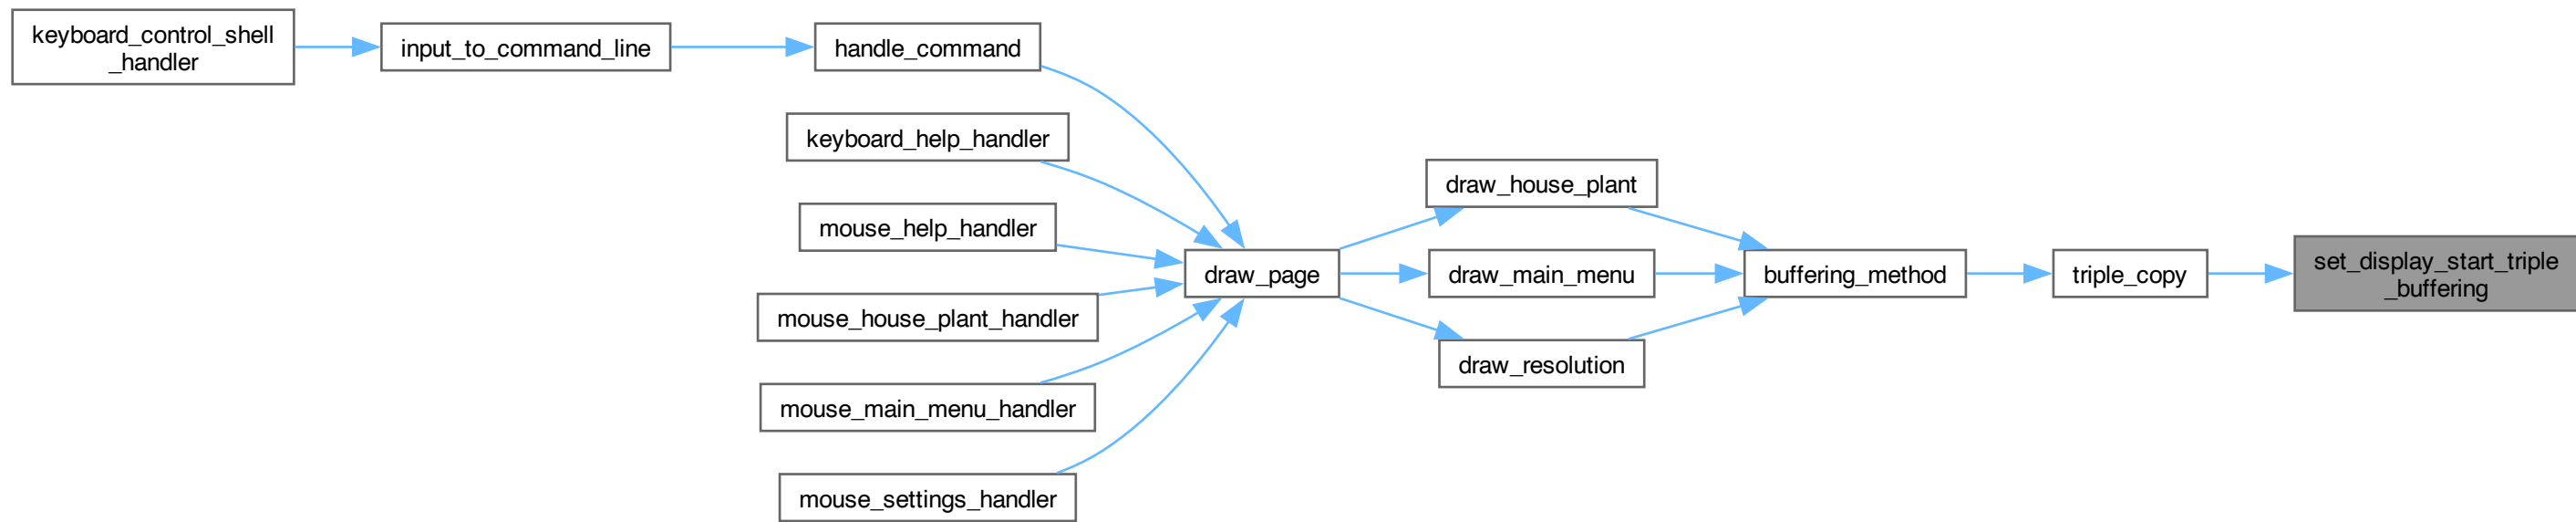 keyboard_control_shell
_handler
input_to_command_line
handle_command
keyboard_help_handler
mouse_help_handler
mouse_house_plant_handler
mouse_main_menu_handler
mouse_settings_handler
draw_page
draw_house_plant
draw_main_menu
draw_resolution
buffering_method
triple_copy
set_display_start_triple
_buffering